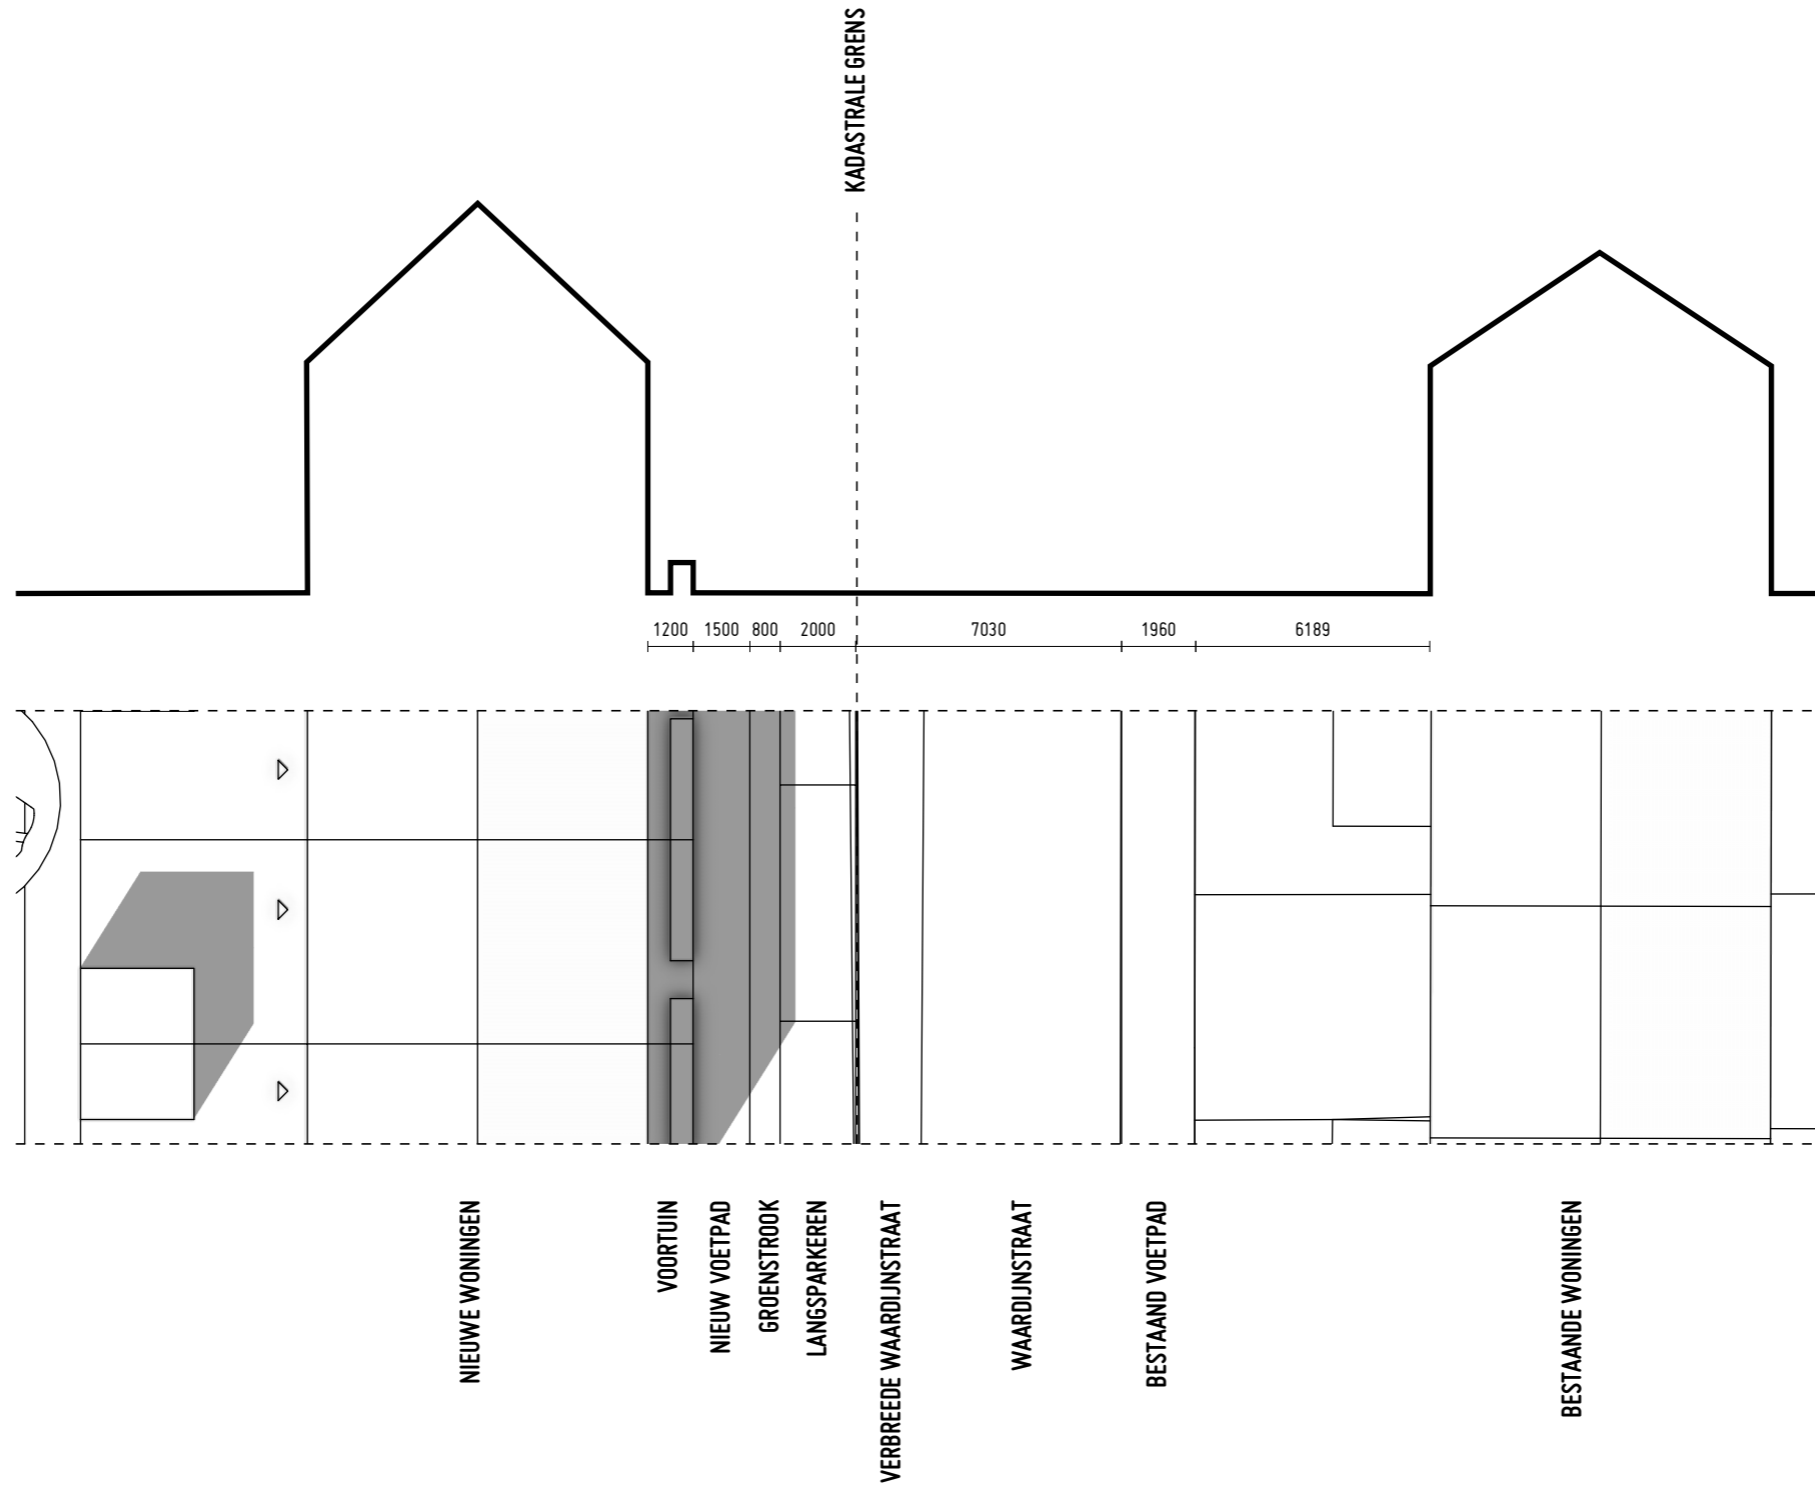 KADASTRALE GRENS
1200 1500 800 2000 7030 1960 6189
NIEUWE WONINGEN
VOORTUIN
NIEUW VOETPAD
GROENSTROOK
LANGSPARKEREN
VERBREEDE WAARDIJNSTRAAT
WAARDIJNSTRAAT
BESTAAND VOETPAD
BESTAANDE WONINGEN